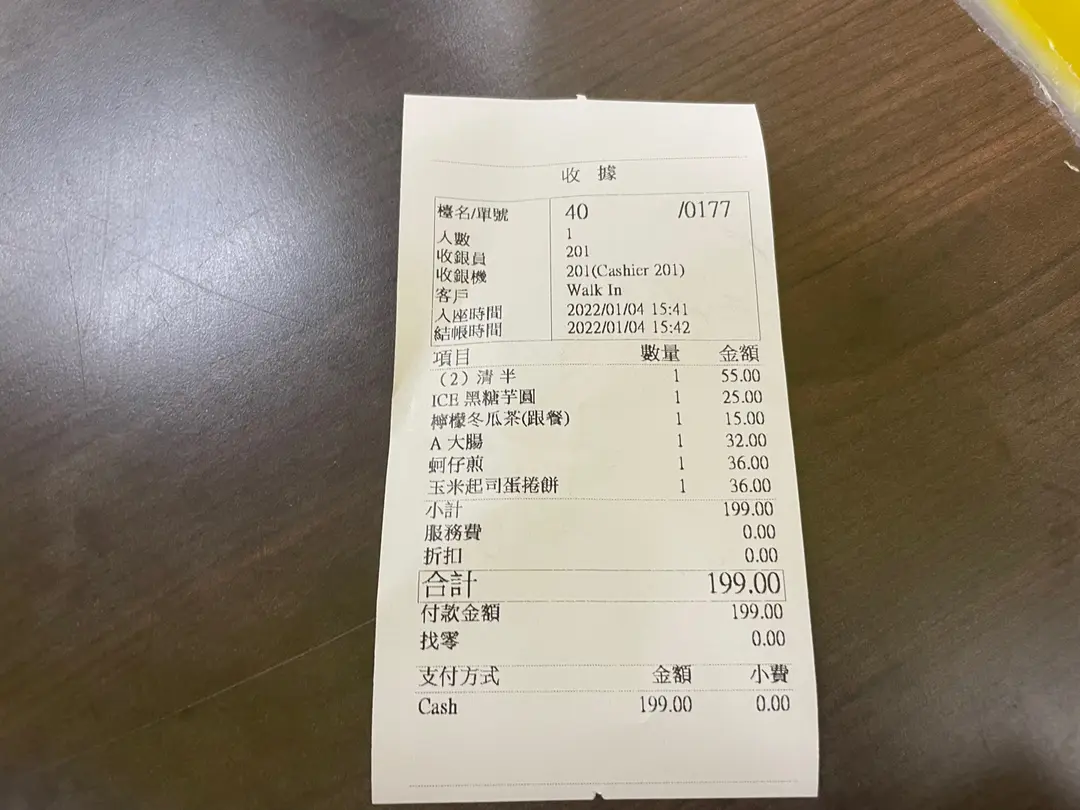 收 據
檯名/單號 40 /0177
人數 1
收銀員 201
收銀機 201(Cashier 201)
客戶 Walk In
入座時間 2022/01/04 15:41
結帳時間 2022/01/04 15:42
項目 數量 金額
（2）清 半 1 55.00
ICE 黑糖芋圓 1 25.00
檸檬冬瓜茶(跟餐) 1 15.00
A 大腸 1 32.00
蚵仔煎 1 36.00
玉米起司蛋捲餅 1 36.00
小計 199.00
服務費 0.00
折扣 0.00
合計 199.00
付款金額 199.00
找零 0.00
支付方式 金額 小費
Cash 199.00 0.00